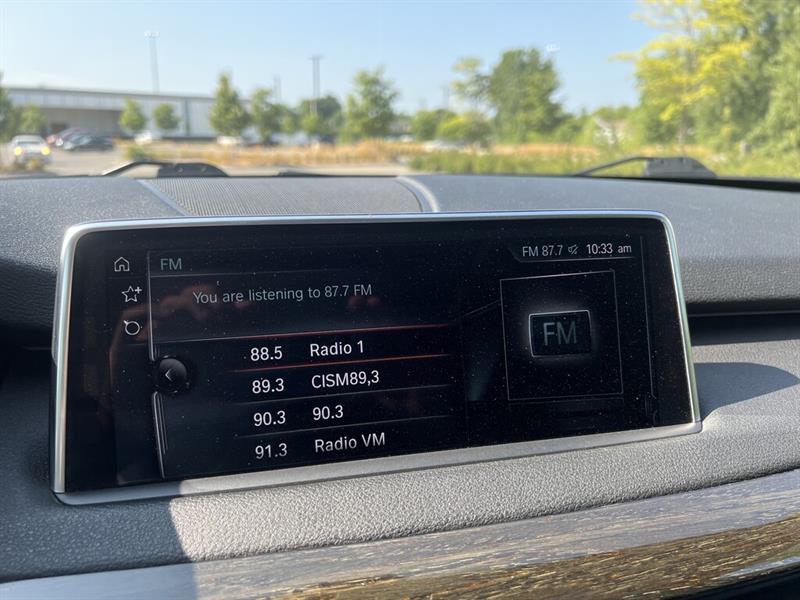 FM
FM 87.7 10:33 am
You are listening to 87.7 FM
FM
88.5 Radio 1
89.3 CISM89,3
90.3 90.3
91.3 Radio VM